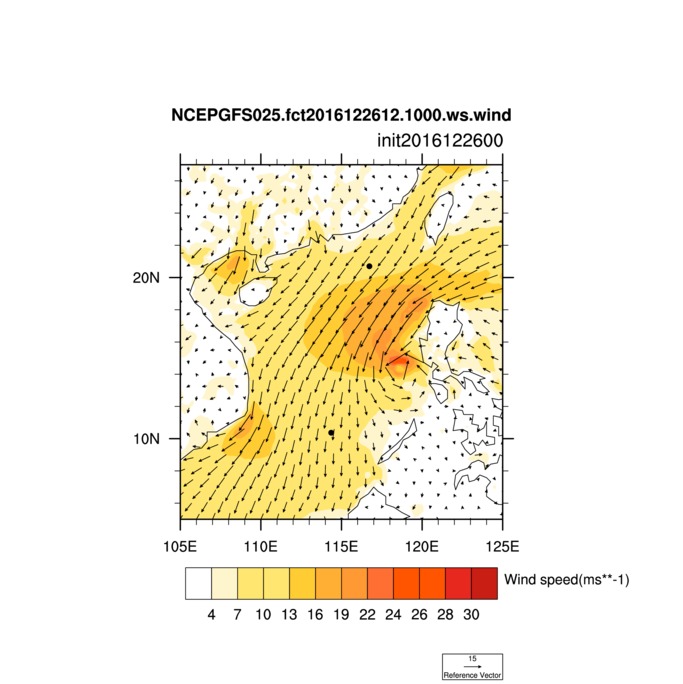 NCEPGFS025.fct2016122612.1000.ws.wind
init2016122600
20N
10N
105E 110E 115E 120E 125E
Wind speed(ms**-1)
4 7 10 13 16 19 22 24 26 28 30
15
Reference Vector